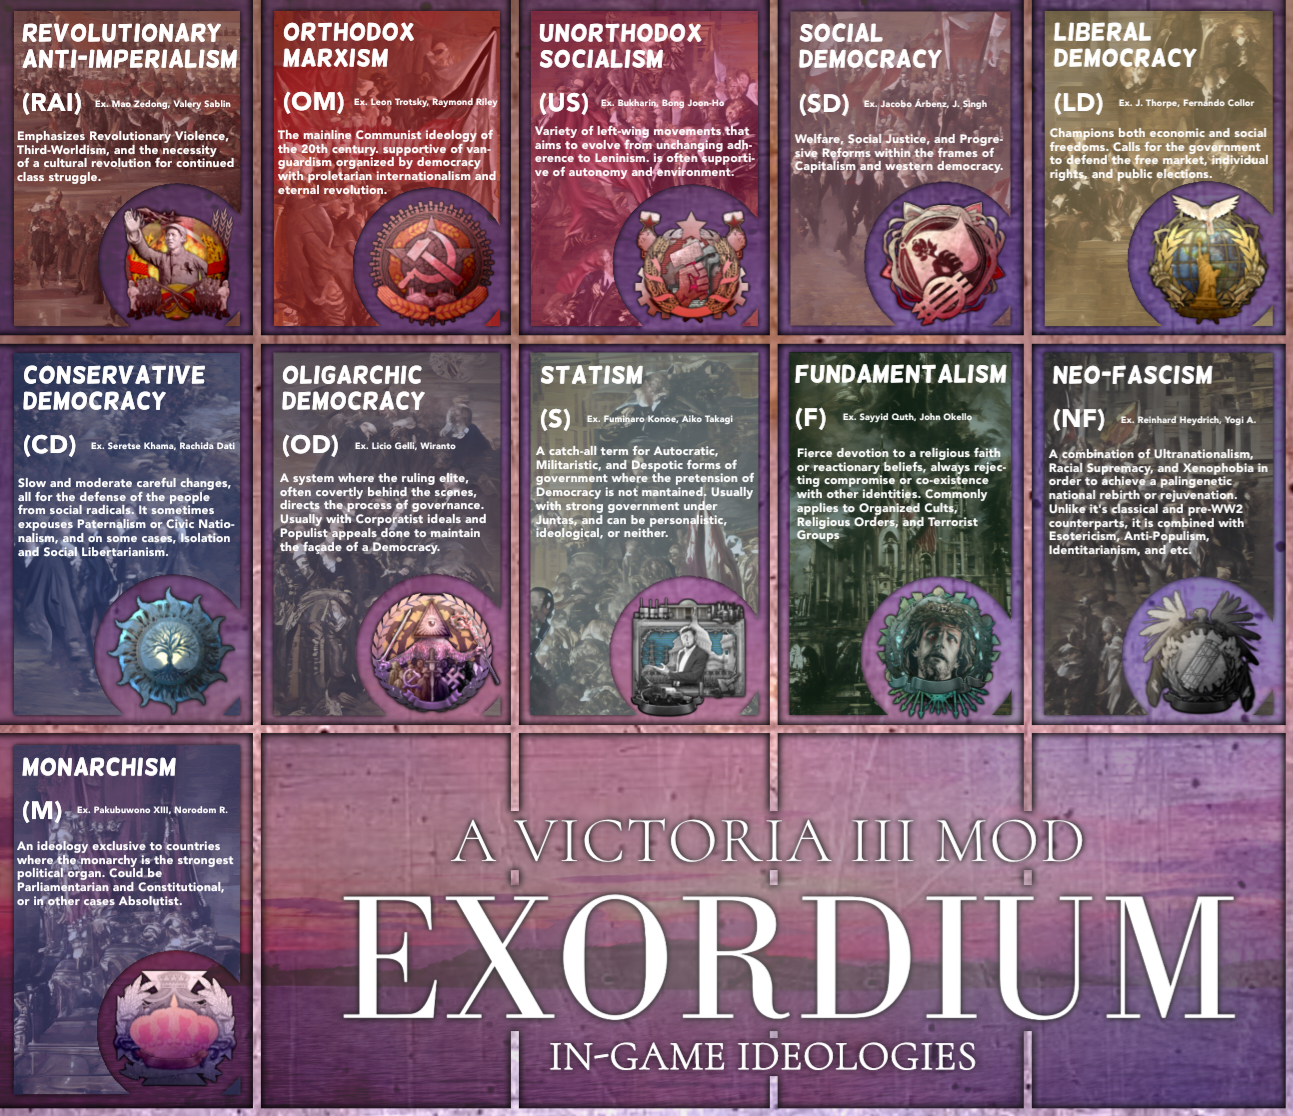 REVOLUTIONARY
ANTI-IMPERIALISM
(RAI) Ex. Mao Zedong, Valery Sablin
Emphasizes Revolutionary Violence,
Third-Worldism, and the necessity
of a cultural revolution for continued
class struggle.
ORTHODOX
MARXISM
(OM) Ex. Leon Trotsky, Raymond Riley
The mainline Communist ideology of
the 20th century. supportive of van-
guardism organized by democracy
with proletarian internationalism and
eternal revolution.
UNORTHODOX
SOCIALISM
(US) Ex. Bukharin, Bong Joon-Ho
Variety of left-wing movements that
aims to evolve from unchanging adh-
erence to Leninism. is often supporti-
ve of autonomy and environment.
SOCIAL
DEMOCRACY
(SD) Ex. Jacobo Árbenz, J. Singh
Welfare, Social Justice, and Progre-
sive Reforms within the frames of
Capitalism and western democracy.
LIBERAL
DEMOCRACY
(LD) Ex. J. Thorpe, Fernando Collor
Champions both economic and social
freedoms. Calls for the government
to defend the free market, individual
rights, and public elections.
CONSERVATIVE
DEMOCRACY
(CD) Ex. Seretse Khama, Rachida Dati
Slow and moderate careful changes,
all for the defense of the people
from social radicals. It sometimes
expouses Paternalism or Civic Natio-
nalism, and on some cases, Isolation
and Social Libertarianism.
OLIGARCHIC
DEMOCRACY
(OD) Ex. Licio Gelli, Wiranto
A system where the ruling elite,
often covertly behind the scenes,
directs the process of governance.
Usually with Corporatist ideals and
Populist appeals done to maintain
the façade of a Democracy.
STATISM
(S) Ex. Fuminaro Konoe, Aiko Takagi
A catch-all term for Autocratic,
Militaristic, and Despotic forms of
government where the pretension of
Democracy is not mantained. Usually
with strong government under
Juntas, and can be personalistic,
ideological, or neither.
FUNDAMENTALISM
(F) Ex. Sayyid Quth, John Okello
Fierce devotion to a religious faith
or reactionary beliefs, always rejec-
ting compromise or co-existence
with other identities. Commonly
applies to Organized Cults,
Religious Orders, and Terrorist
Groups
NEO-FASCISM
(NF) Ex. Reinhard Heydrich, Yogi A.
A combination of Ultranationalism,
Racial Supremacy, and Xenophobia in
order to achieve a palingenetic
national rebirth or rejuvenation.
Unlike it's classical and pre-WW2
counterparts, it is combined with
Esotericism, Anti-Populism,
Identitarianism, and etc.
MONARCHISM
(M) Ex. Pakubuwono XIII, Norodom R.
An ideology exclusive to countries
where the monarchy is the strongest
political organ. Could be
Parliamentarian and Constitutional,
or in other cases Absolutist.
A VICTORIA III MOD
EXORDIUM
IN-GAME IDEOLOGIES